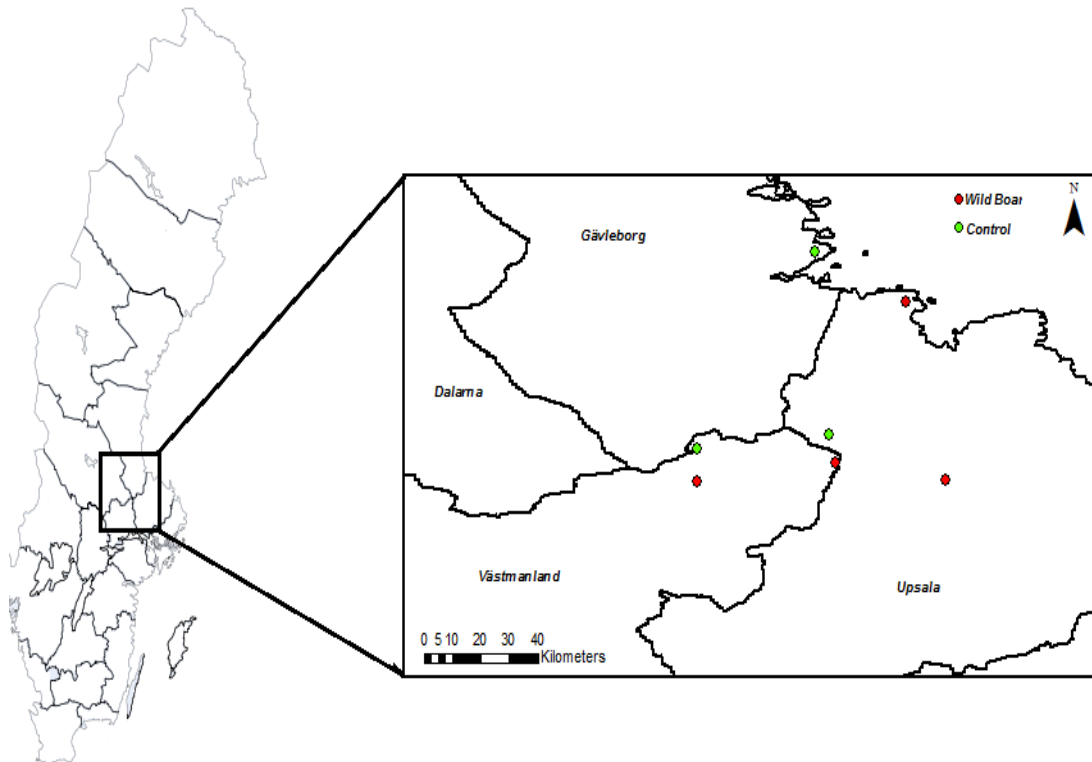 N
Wild Boar
Control
Gävleborg
Dalarna
Västmanland
Upsala
0 5 10 20 30 40
Kilometers